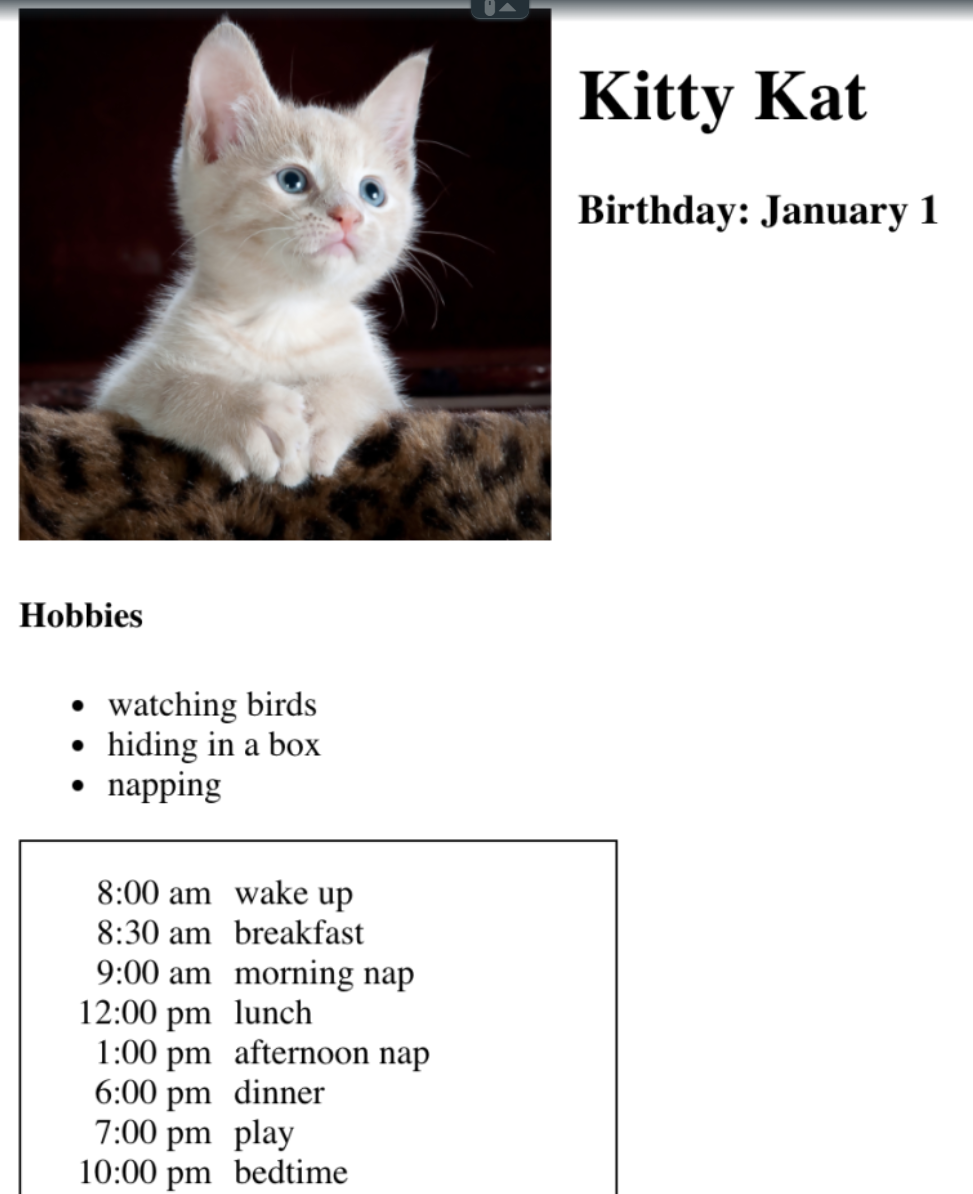 Kitty Kat
Birthday: January 1
Hobbies
• watching birds
• hiding in a box
• napping
8:00 am wake up
8:30 am breakfast
9:00 am morning nap
12:00 pm lunch
1:00 pm afternoon nap
6:00 pm dinner
7:00 pm play
10:00 pm bedtime